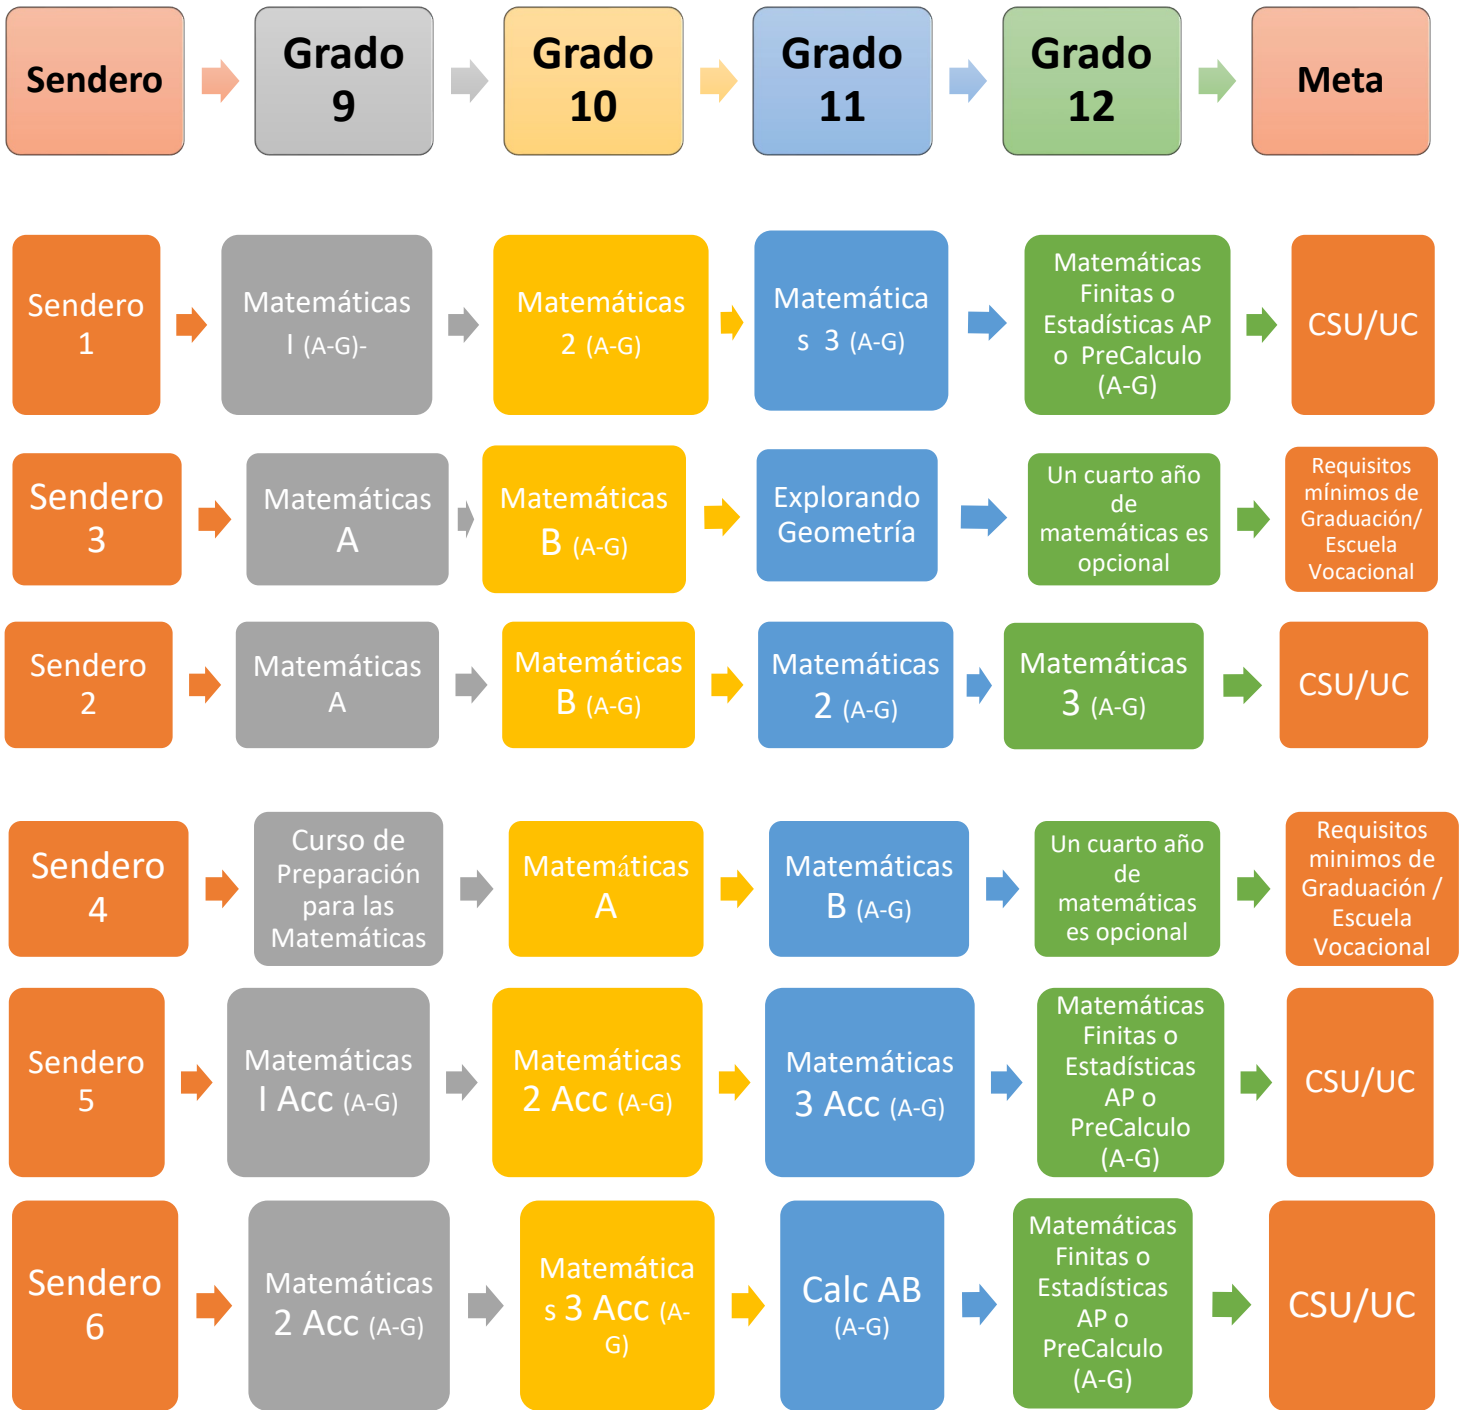 Sendero
Grado
9
Grado
10
Grado
11
Grado
12
Meta
Sendero
1
Matemáticas
I (A-G)-
Matemáticas
2 (A-G)
Matemática
s 3 (A-G)
Matemáticas
Finitas o
Estadísticas AP
o PreCalculo
(A-G)
CSU/UC
Sendero
3
Matemáticas
A
Matemáticas
B (A-G)
Explorando
Geometría
Un cuarto año
de
matemáticas es
opcional
Requisitos
mínimos de
Graduación/
Escuela
Vocacional
Sendero
2
Matemáticas
A
Matemáticas
B (A-G)
Matemáticas
2 (A-G)
Matemáticas
3 (A-G)
CSU/UC
Sendero
4
Curso de
Preparación
para las
Matemáticas
Matemáticas
A
Matemáticas
B (A-G)
Un cuarto año
de
matemáticas
es opcional
Requisitos
minimos de
Graduación /
Escuela
Vocacional
Sendero
5
Matemáticas
I Acc (A-G)
Matemáticas
2 Acc (A-G)
Matemáticas
3 Acc (A-G)
Matemáticas
Finitas o
Estadísticas
AP o
PreCalculo
(A-G)
CSU/UC
Sendero
6
Matemáticas
2 Acc (A-G)
Matemática
s 3 Acc (A-
G)
Calc AB
(A-G)
Matemáticas
Finitas o
Estadísticas
AP o
PreCalculo
(A-G)
CSU/UC